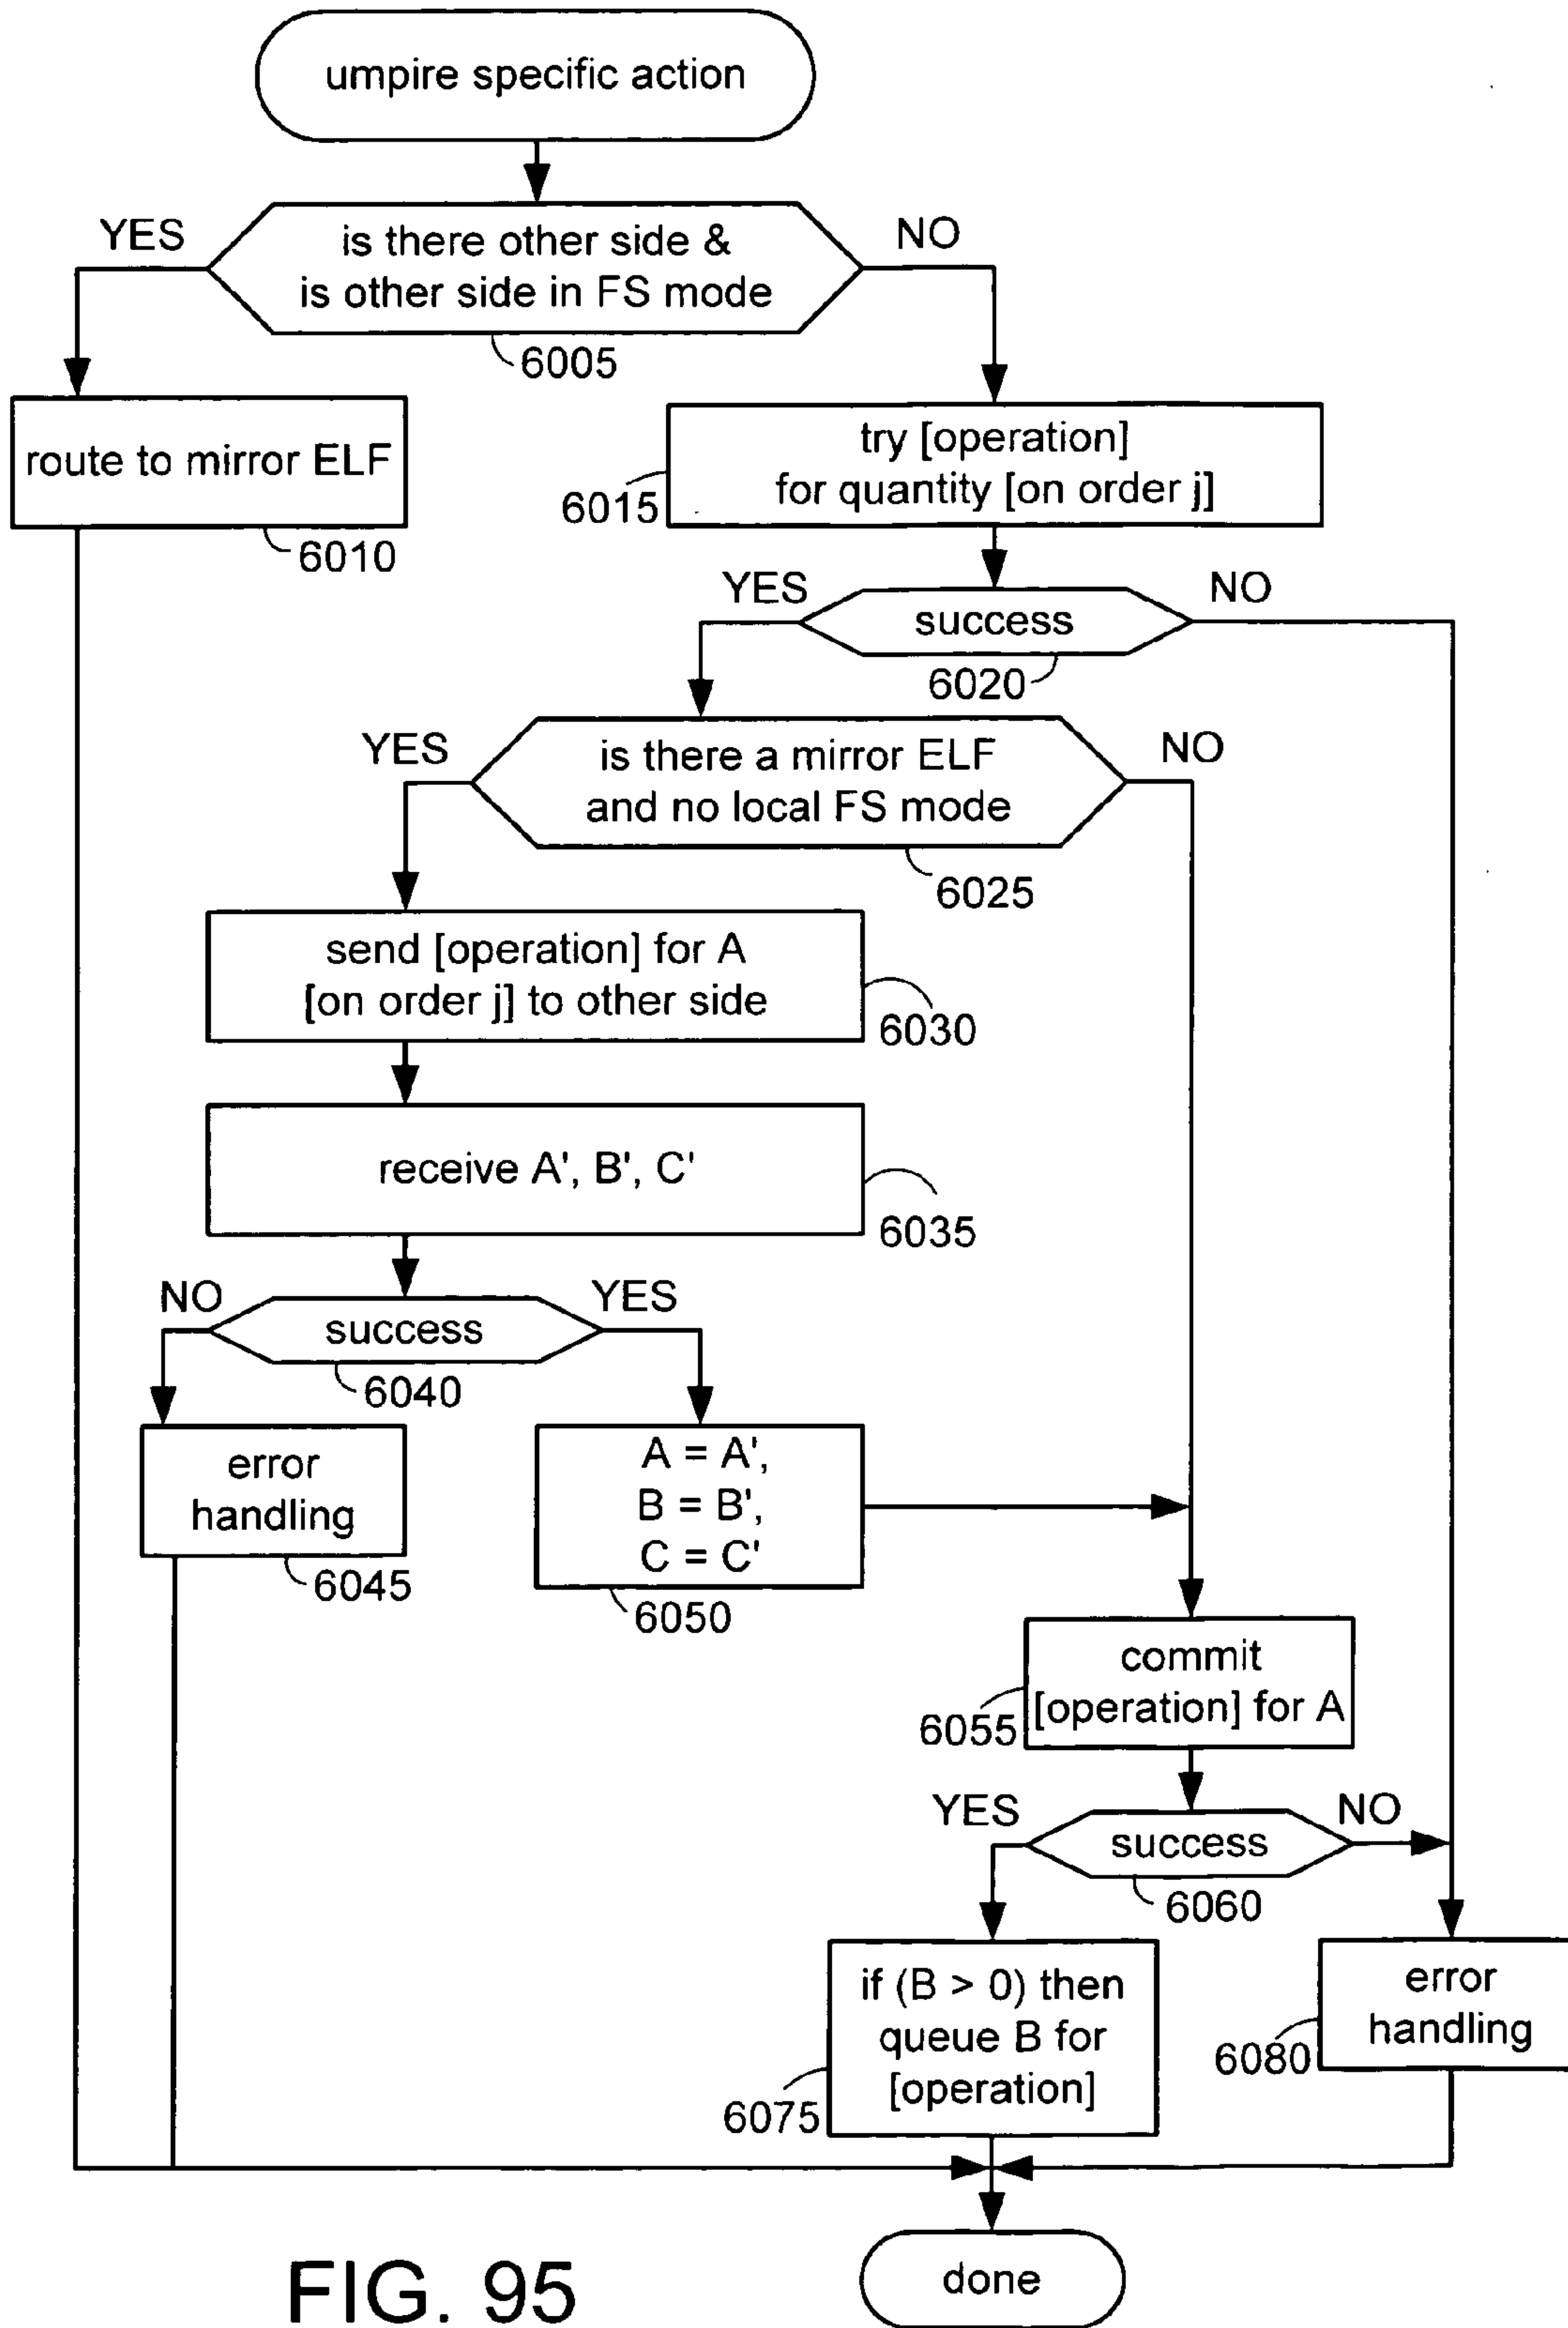 umpire specific action
YES
is there other side &
is other side in FS mode
NO
6005
route to mirror ELF
6010
try [operation]
for quantity [on order j]
6015
YES
success
NO
6020
YES
is there a mirror ELF
and no local FS mode
NO
6025
send [operation] for A
[on order j] to other side
6030
receive A', B', C'
6035
NO
success
YES
6040
error
handling
6045
A = A',
B = B',
C = C'
6050
commit
[operation] for A
6055
YES
success
NO
6060
if (B > 0) then
queue B for
[operation]
6075
error
handling
6080
done
FIG. 95